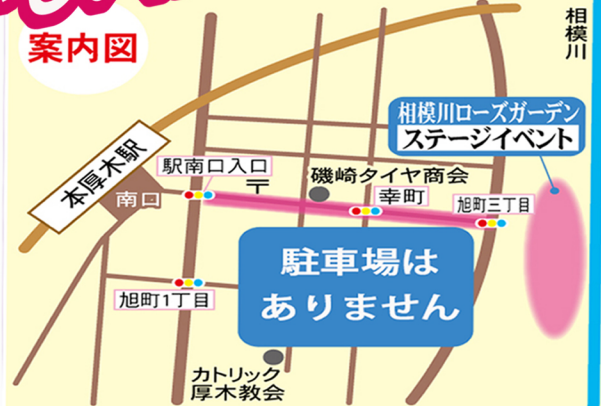 案内図
相模川
相模川ローズガーデン
ステージイベント
本厚木駅
南口
駅南口入口
〒
磯崎タイヤ商会
幸町
旭町三丁目
駐車場は
ありません
旭町1丁目
カトリック
厚木教会